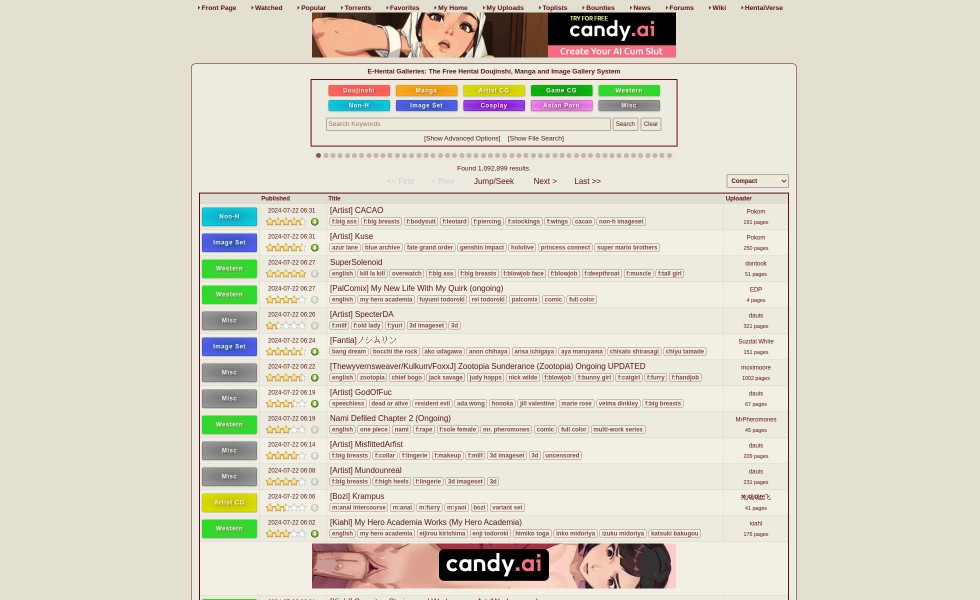 Front Page Watched Popular Torrents Favorites My Home My Uploads Toplists Bounties News Forums Wiki HentaiVerse
TRY FOR FREE
candy.ai
Create Your AI Cum Slut
E-Hentai Galleries: The Free Hentai Doujinshi, Manga and Image Gallery System
Doujinshi Manga Artist CG Game CG Western
Non-H Image Set Cosplay Asian Porn Misc
Search Keywords Search Clear
[Show Advanced Options] [Show File Search]
Found 1,092,899 results.
<< First < Prev Jump/Seek Next > Last >> Compact
Published Title Uploader
Non-H 2024-07-22 06:31 [Artist] CACAO Pokom
f:big ass f:big breasts f:bodysuit f:leotard f:piercing f:stockings f:wings cacao non-h imageset 191 pages
Image Set 2024-07-22 06:31 [Artist] Kuse Pokom
azur lane blue archive fate grand order genshin impact hololive princess connect super mario brothers 250 pages
Western 2024-07-22 06:27 SuperSolenoid dontook
english kill la kill overwatch f:big ass f:big breasts f:blowjob face f:blowjob f:deepthroat f:muscle f:tall girl 51 pages
Western 2024-07-22 06:27 [PalComix] My New Life With My Quirk (ongoing) EDP
english my hero academia fuyumi todoroki rei todoroki palcomix comic full color 4 pages
Misc 2024-07-22 06:26 [Artist] SpecterDA dauis
f:milf f:old lady f:yuri 3d imageset 3d 321 pages
Image Set 2024-07-22 06:24 [Fantia]ノシムリン Suzdal White
bang dream bocchi the rock ako udagawa anon chihaya arisa ichigaya aya maruyama chisato shirasagi chiyu tamade 151 pages
Misc 2024-07-22 06:22 [Thewyvernsweaver/Kulkum/FoxxJ] Zootopia Sunderance (Zootopia) Ongoing UPDATED moximoore
english zootopia chief bogo jack savage judy hopps nick wilde f:blowjob f:bunny girl f:catgirl f:furry f:handjob 1002 pages
Misc 2024-07-22 06:19 [Artist] GodOfFuc dauis
speechless dead or alive resident evil ada wong honoka jill valentine marie rose velma dinkley f:big breasts 67 pages
Western 2024-07-22 06:19 Nami Defiled Chapter 2 (Ongoing) MrPheromones
english one piece nami f:rape f:sole female mr. pheromones comic full color multi-work series 45 pages
Misc 2024-07-22 06:14 [Artist] MisfittedArfist dauis
f:big breasts f:collar f:lingerie f:makeup f:milf 3d imageset 3d uncensored 209 pages
Misc 2024-07-22 06:08 [Artist] Mundounreal dauis
f:big breasts f:high heels f:lingerie 3d imageset 3d 231 pages
Artist CG 2024-07-22 06:06 [Bozi] Krampus
m:anal intercourse m:anal m:furry m:yaoi bozi variant set 41 pages
Western 2024-07-22 06:02 [Kiahl] My Hero Academia Works (My Hero Academia) kiahl
english my hero academia eijirou kirishima enji todoroki himiko toga inko midoriya izuku midoriya katsuki bakugou 176 pages
candy.ai